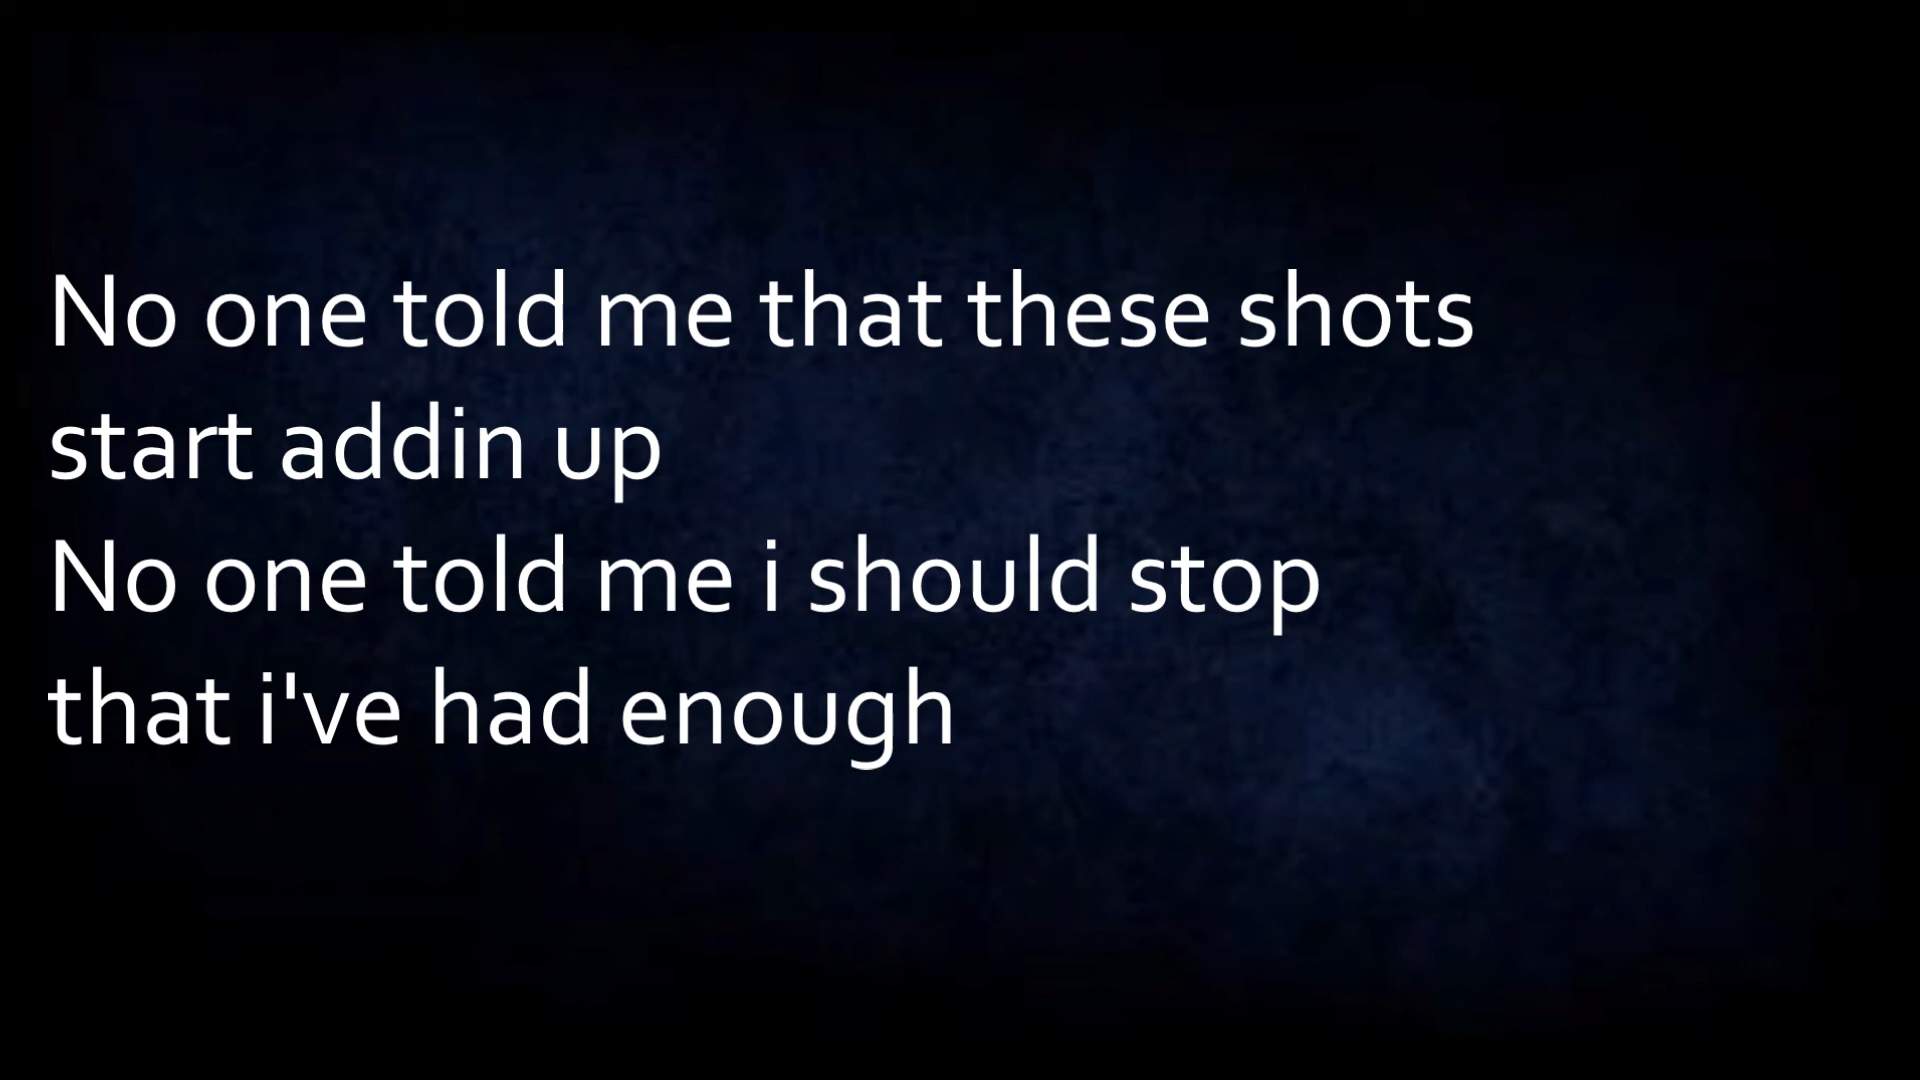 No one told me that these shots
start addin up
No one told me i should stop
that i've had enough